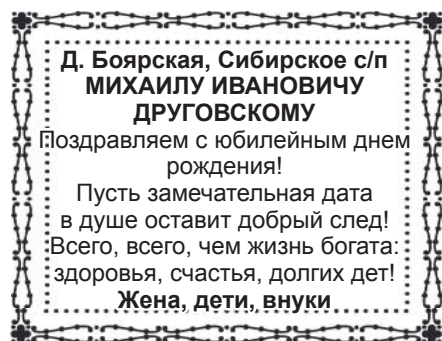 Д. Боярская, Сибирское с/п
МИХАИЛУ ИВАНОВИЧУ
ДРУГОВСКОМУ
Поздравляем с юбилейным днем
рождения!
Пусть замечательная дата
в душе оставит добрый след!
Всего, всего, чем жизнь богата:
здоровья, счастья, долгих дет!
Жена, дети, внуки